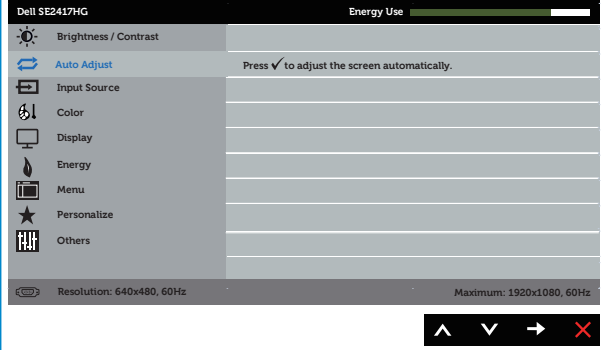 Dell SE2417HG Energy Use
Brightness / Contrast
Auto Adjust Press ✓ to adjust the screen automatically.
Input Source
Color
Display
Energy
Menu
Personalize
Others
Resolution: 640x480, 60Hz Maximum: 1920x1080, 60Hz